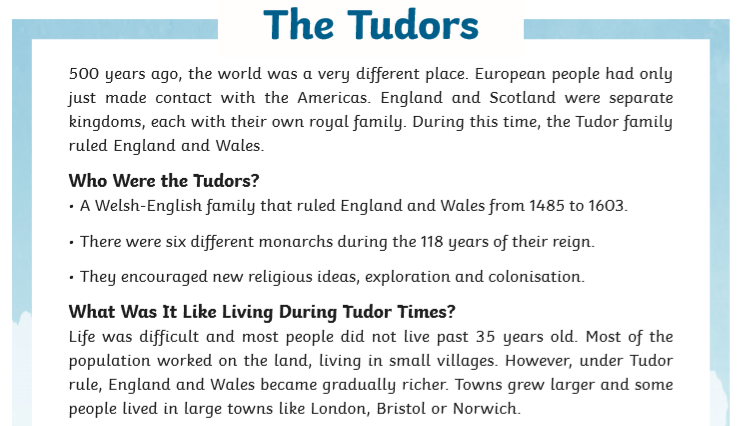 The Tudors
500 years ago, the world was a very different place. European people had only
just made contact with the Americas. England and Scotland were separate
kingdoms, each with their own royal family. During this time, the Tudor family
ruled England and Wales.
Who Were the Tudors?
• A Welsh-English family that ruled England and Wales from 1485 to 1603.
• There were six different monarchs during the 118 years of their reign.
• They encouraged new religious ideas, exploration and colonisation.
What Was It Like Living During Tudor Times?
Life was difficult and most people did not live past 35 years old. Most of the
population worked on the land, living in small villages. However, under Tudor
rule, England and Wales became gradually richer. Towns grew larger and some
people lived in large towns like London, Bristol or Norwich.